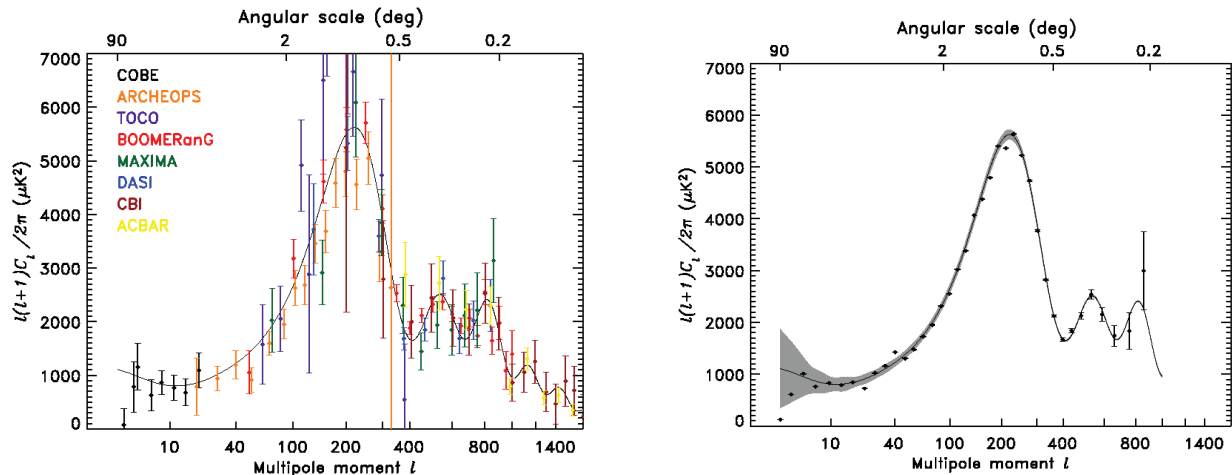 Angular scale (deg)
90 2 0.5 0.2
7000
6000
5000
4000
3000
2000
1000
0
l(l+1)Cₗ/2π (μK²)
COBE
ARCHEOPS
TOCO
BOOMERanG
MAXIMA
DASI
CBI
ACBAR
10 40 100 200 400 800 1400
Multipole moment l
Angular scale (deg)
90 2 0.5 0.2
7000
6000
5000
4000
3000
2000
1000
0
l(l+1)Cₗ/2π (μK²)
10 40 100 200 400 800 1400
Multipole moment l